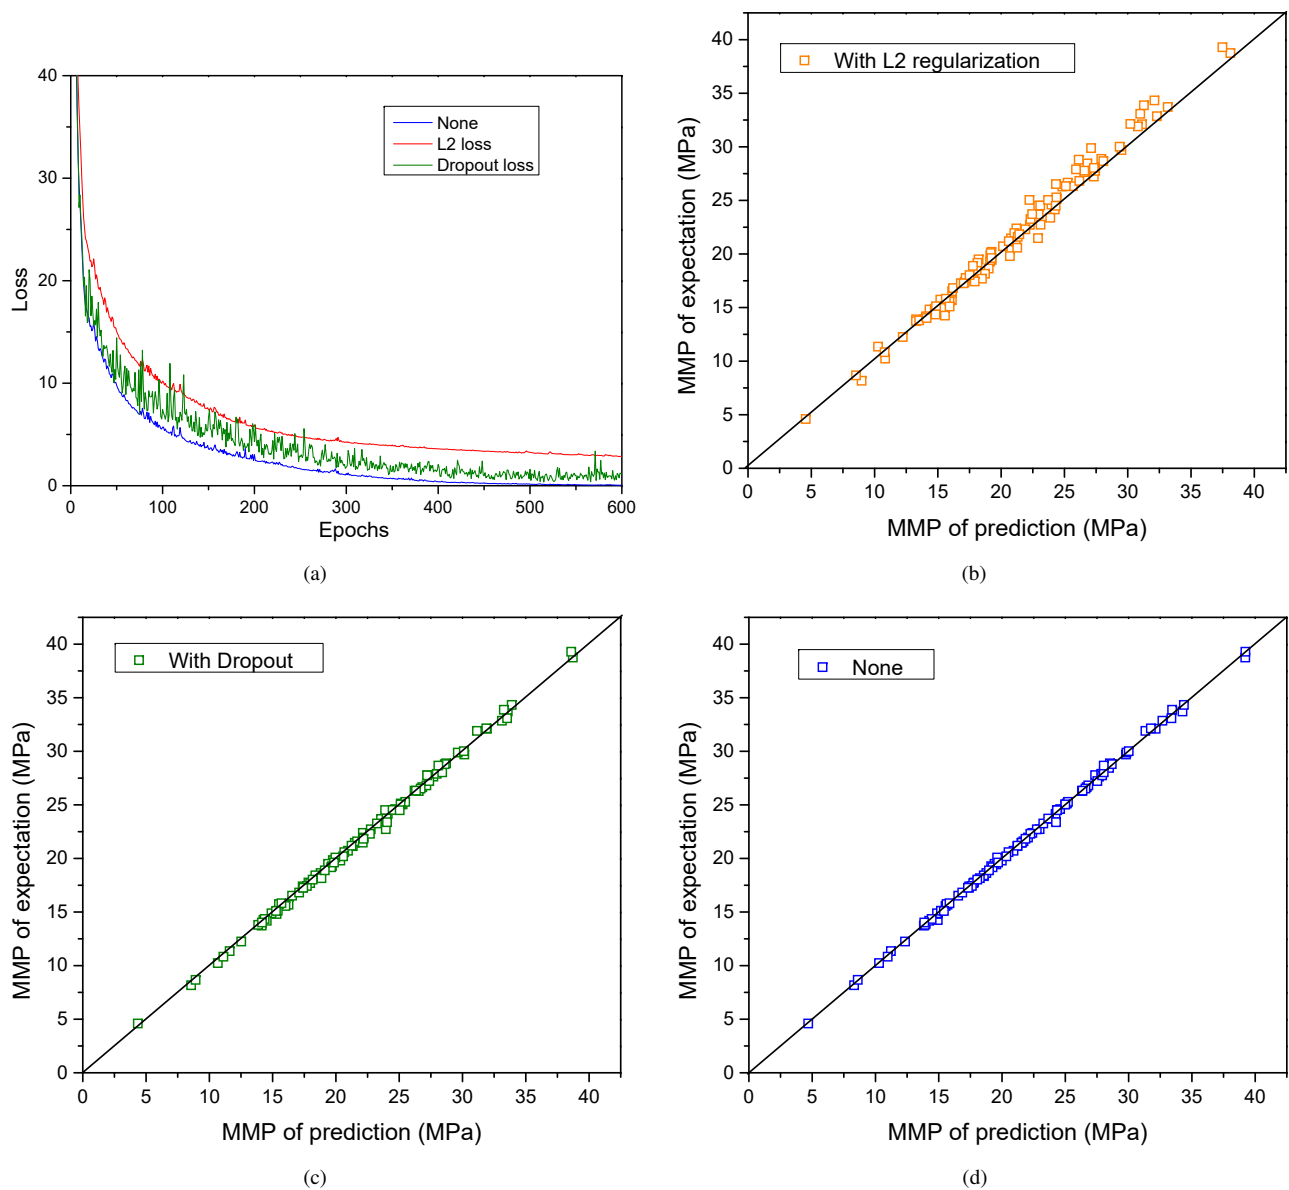 40
30
20
10
0
Loss
None
L2 loss
Dropout loss
0 100 200 300 400 500 600
Epochs
(a)
40
35
30
25
20
15
10
5
0
MMP of expectation (MPa)
With L2 regularization
0 5 10 15 20 25 30 35 40
MMP of prediction (MPa)
(b)
40
35
30
25
20
15
10
5
0
MMP of expectation (MPa)
With Dropout
0 5 10 15 20 25 30 35 40
MMP of prediction (MPa)
(c)
40
35
30
25
20
15
10
5
0
MMP of expectation (MPa)
None
0 5 10 15 20 25 30 35 40
MMP of prediction (MPa)
(d)